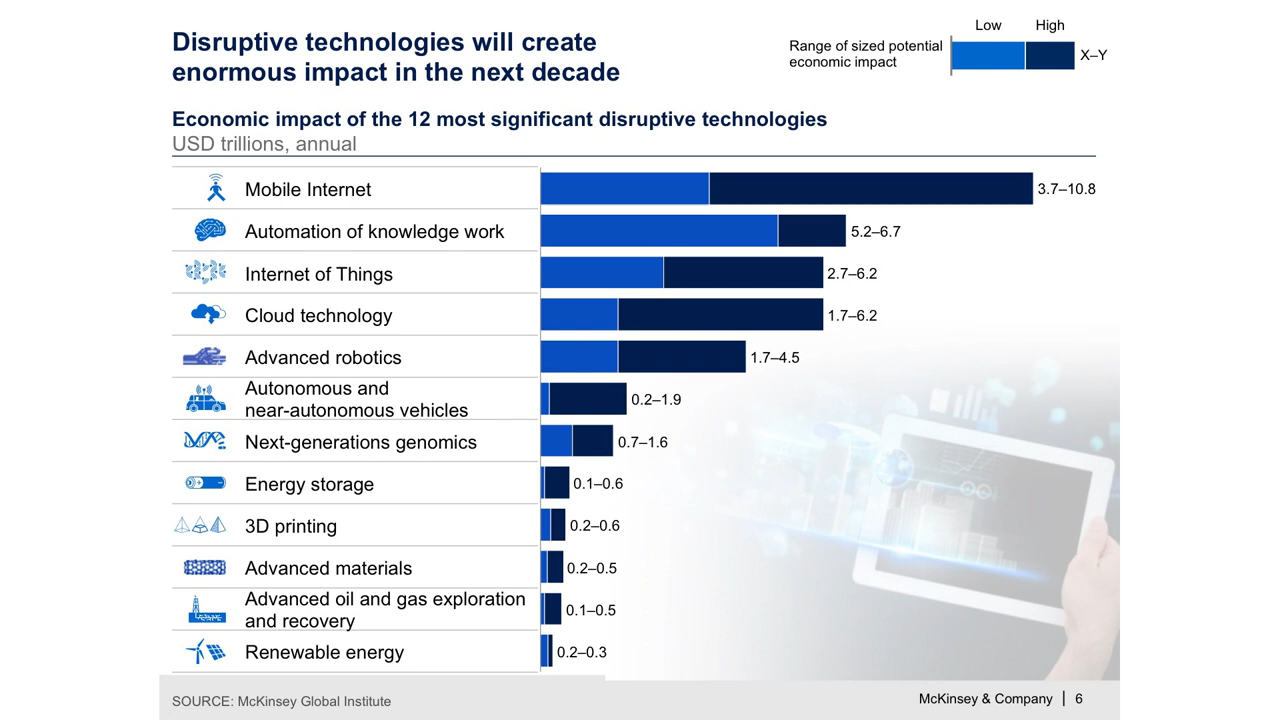 Disruptive technologies will create
enormous impact in the next decade
Low High
Range of sized potential
economic impact
X–Y
Economic impact of the 12 most significant disruptive technologies
USD trillions, annual
Mobile Internet 3.7–10.8
Automation of knowledge work 5.2–6.7
Internet of Things 2.7–6.2
Cloud technology 1.7–6.2
Advanced robotics 1.7–4.5
Autonomous and
near-autonomous vehicles 0.2–1.9
Next-generations genomics 0.7–1.6
Energy storage 0.1–0.6
3D printing 0.2–0.6
Advanced materials 0.2–0.5
Advanced oil and gas exploration
and recovery 0.1–0.5
Renewable energy 0.2–0.3
SOURCE: McKinsey Global Institute
McKinsey & Company | 6